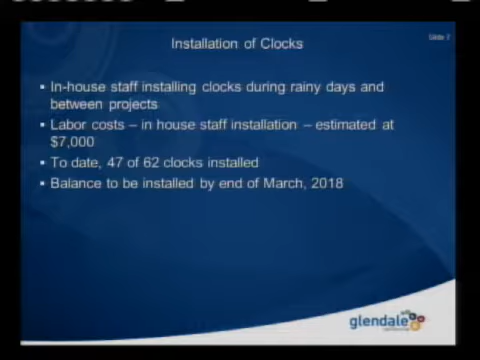 Slide 7
Installation of Clocks
▪ In-house staff installing clocks during rainy days and
between projects
▪ Labor costs – in house staff installation – estimated at
$7,000
▪ To date, 47 of 62 clocks installed
▪ Balance to be installed by end of March, 2018
glendale